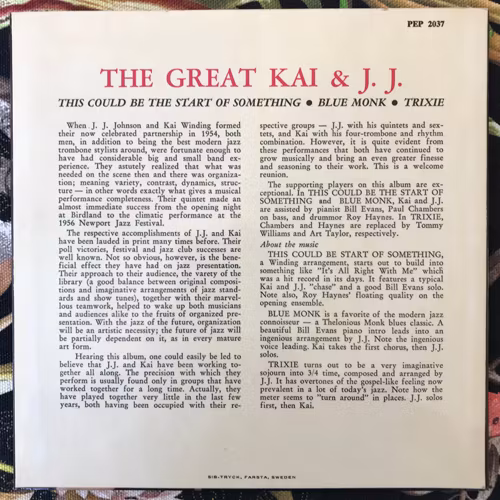 PEP 2037
THE GREAT KAI & J. J.
THIS COULD BE THE START OF SOMETHING ● BLUE MONK ● TRIXIE
When J. J. Johnson and Kai Winding formed
their now celebrated partnership in 1954, both
men, in addition to being the best modern jazz
trombone stylists around, were fortunate enough to
have had considerable big and small band ex-
perience. They astutely realized that what was
needed on the scene then and there was organiza-
tion; meaning variety, contrast, dynamics, struc-
ture — in other words exactly what gives a musical
performance completeness. Their quintet made an
almost immediate success from the opening night
at Birdland to the climatic performance at the
1956 Newport Jazz Festival.
The respective accomplishments of J.J. and Kai
have been lauded in print many times before. Their
poll victories, festival and jazz club successes are
well known. Not so obvious, however, is the bene-
ficial effect they have had on jazz presentation.
Their approach to their audience, the varety of the
library (a good balance between original composi-
tions and imaginative arrangements of jazz stand-
ards and show tunes), together with their marvel-
lous teamwork, helped to wake up both musicians
and audiences alike to the fruits of organized pre-
sentation. With the jazz of the future, organization
will be an artistic necessity; the future of jazz will
be partially dependent on it, as in every mature
art form.
Hearing this album, one could easily be led to
believe that J.J. and Kai have been working to-
gether all along. The precision with which they
perform is usually found only in groups that have
worked together for a long time. Actually, they
have played together very little in the last few
years, both having been occupied with their re-
spective groups — J.J. with his quintets and sex-
tets, and Kai with his four-trombone and rhythm
combination. However, it is quite evident from
these performances that both have continued to
grow musically and bring an even greater finesse
and reasoning to their work. This is a welcome
reunion.
The supporting players on this album are ex-
ceptional. In THIS COULD BE THE START OF
SOMETHING and BLUE MONK, Kai and J.J.
are assisted by pianist Bill Evans, Paul Chambers
on bass, and drummor Roy Haynes. In TRIXIE,
Chambers and Haynes are replaced by Tommy
Williams and Art Taylor, respectively.
About the music
THIS COULD BE THE START OF SOMETHING,
a Winding arrangement, starts out to build into
something like "It's All Right With Me" which
was a hit record in its days. It features a typical
Kai and J.J. "chase" and a good Bill Evans solo.
Note also, Roy Haynes' floating quality on the
opening ensemble.
BLUE MONK is a favorite of the modern jazz
connoisseur — a Thelonious Monk blues classic. A
beautiful Bill Evans piano intro leads into an
ingenious arrangement by J.J. Note the ingenious
voice leading. Kai takes the first chorus, then J.J.
solos.
TRIXIE turns out to be a very imaginative
sojourn into 3/4 time, composed and arranged by
J.J. It has overtones of the gospel-like feeling now
prevalent in a lot of today's jazz. Note how the
meter seems to "turn around" in places. J.J. solos
first, then Kai.
SIB-TRYCK, FARSTA, SWEDEN